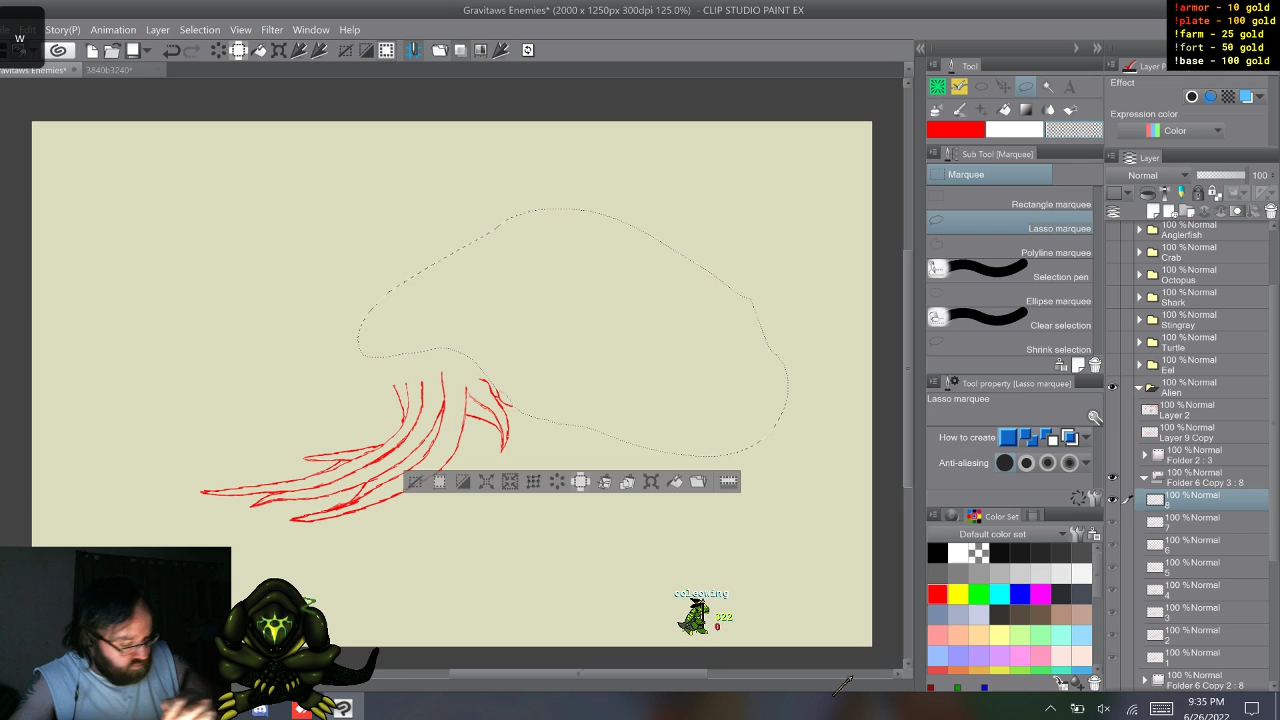 Gravitaws Enemies* (2000 x 1250px 300dpi 125.0%) - CLIP STUDIO PAINT EX
!armor - 10 gold
!plate - 100 gold
!farm - 25 gold
!fort - 50 gold
!base - 100 gold
W
Edit Story(P) Animation Layer Selection View Filter Window Help
Gravitaws Enemies* 3840b3240*
Tool
Layer P
Effect
Expression color
Color
Sub Tool [Marquee]
Marquee
Rectangle marquee
Lasso marquee
Polyline marquee
Selection pen
Ellipse marquee
Clear selection
Shrink selection
Tool property [Lasso marquee]
Lasso marquee
How to create
Anti-aliasing
Color Set
Default color set
Layer
Normal 100
100 %Normal
Anglerfish
100 %Normal
Crab
100 %Normal
Octopus
100 %Normal
Shark
100 %Normal
Stingray
100 %Normal
Turtle
100 %Normal
Eel
100 %Normal
Alien
100 %Normal
Layer 2
100 %Normal
Layer 9 Copy
100 %Normal
Folder 2 : 3
100 %Normal
Folder 6 Copy 3 : 8
100 %Normal
8
100 %Normal
7
100 %Normal
6
100 %Normal
5
100 %Normal
4
100 %Normal
3
100 %Normal
2
100 %Normal
1
100 %Normal
Folder 6 Copy 2 : 8
coleqwing
322
0
9:35 PM
6/26/2022